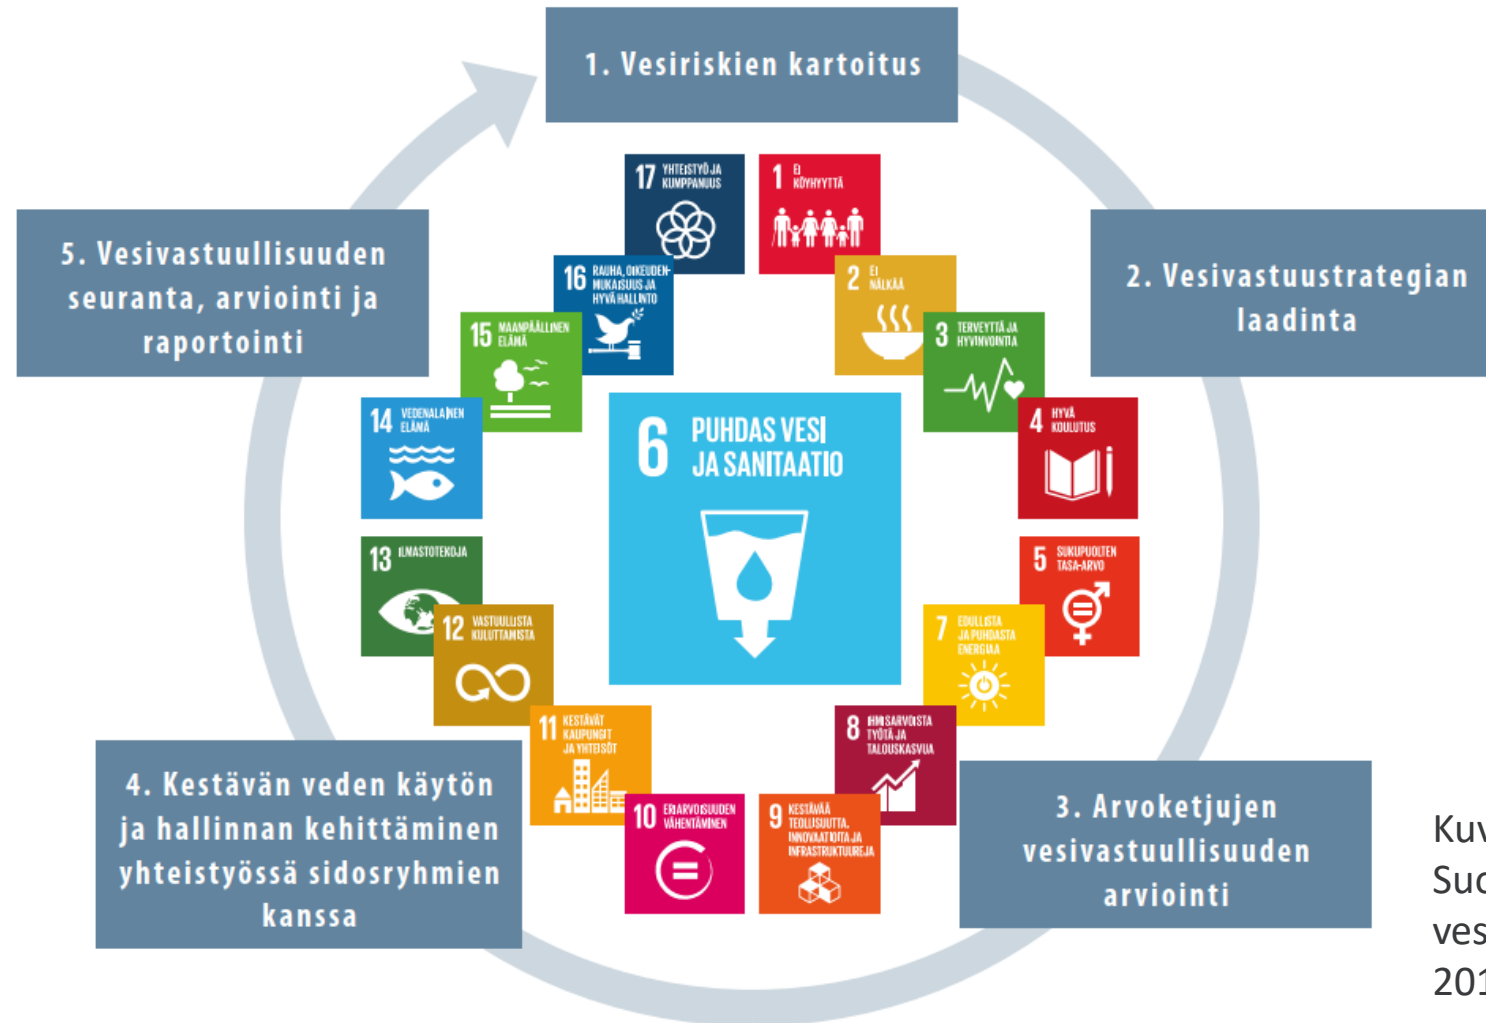 1. Vesiriskien kartoitus
17 YHTEISTYÖ JA
KUMPPANUUS
1 EI
KÖYHYYTTÄ
5. Vesivastuullisuuden
seuranta, arviointi ja
raportointi
2. Vesivastuustrategian
laadinta
16 RAUHA, OIKEUDEN-
MUKAISUUS JA
HYVÄ HALLINTO
2 EI
NÄLKÄÄ
15 MAANPÄÄLLINEN
ELÄMÄ
3 TERVEYTTÄ JA
HYVINVOINTIA
14 VEDENALAINEN
ELÄMÄ
6 PUHDAS VESI
JA SANITAATIO
4 HYVÄ
KOULUTUS
13 ILMASTOTEKOJA
5 SUKUPUOLTEN
TASA-ARVO
12 VASTUULLISTA
KULUTTAMISTA
7 EDULLISTA
JA PUHDASTA
ENERGIAA
11 KESTÄVÄT
KAUPUNGIT
JA YHTEISÖT
8 IHMISARVOISTA
TYÖTÄ JA
TALOUSKASVUA
10 ERIARVOISUUDEN
VÄHENTÄMINEN
9 KESTÄVÄÄ
TEOLLISUUTTA,
INNOVAATIOITA JA
INFRASTRUKTUUREJA
4. Kestävän veden käytön
ja hallinnan kehittäminen
yhteistyössä sidosryhmien
kanssa
3. Arvoketjujen
vesivastuullisuuden
arviointi